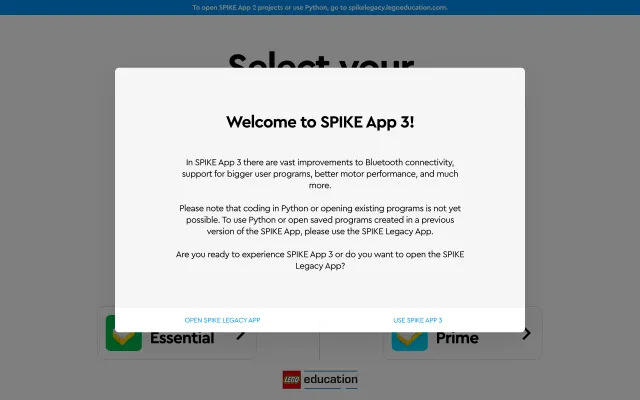 To open SPIKE App 2 projects or use Python, go to spikelegacy.legoeducation.com.
Select your
Welcome to SPIKE App 3!
In SPIKE App 3 there are vast improvements to Bluetooth connectivity,
support for bigger user programs, better motor performance, and much
more.
Please note that coding in Python or opening existing programs is not yet
possible. To use Python or open saved programs created in a previous
version of the SPIKE App, please use the SPIKE Legacy App.
Are you ready to experience SPIKE App 3 or do you want to open the SPIKE
Legacy App?
OPEN SPIKE LEGACY APP
USE SPIKE APP 3
Essential
Prime
LEGO education